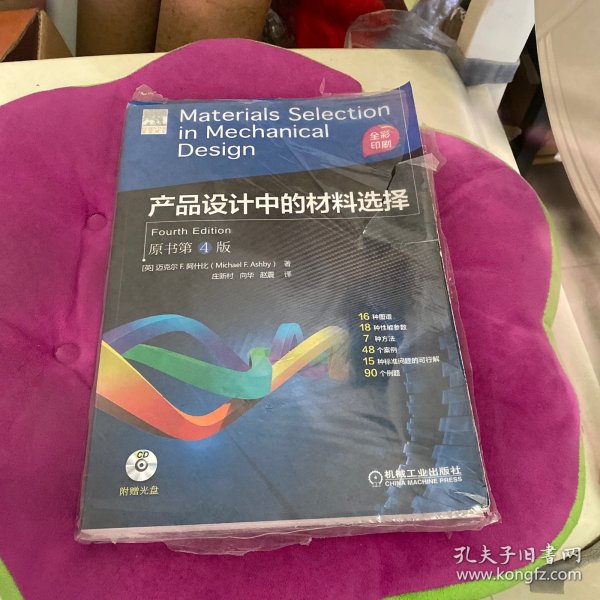 Materials Selection
in Mechanical
Design
全彩
印刷
产品设计中的材料选择
Fourth Edition
原书第4版
[英] 迈克尔 F. 阿什比（Michael F. Ashby） 著
庄新村 向华 赵震 译
16 种图谱
18 种性能参数
7 种方法
48 个案例
15 种标准问题的可行解
90 个例题
CD
附赠光盘
机械工业出版社
CHINA MACHINE PRESS
孔夫子旧书网
www.kongfz.com